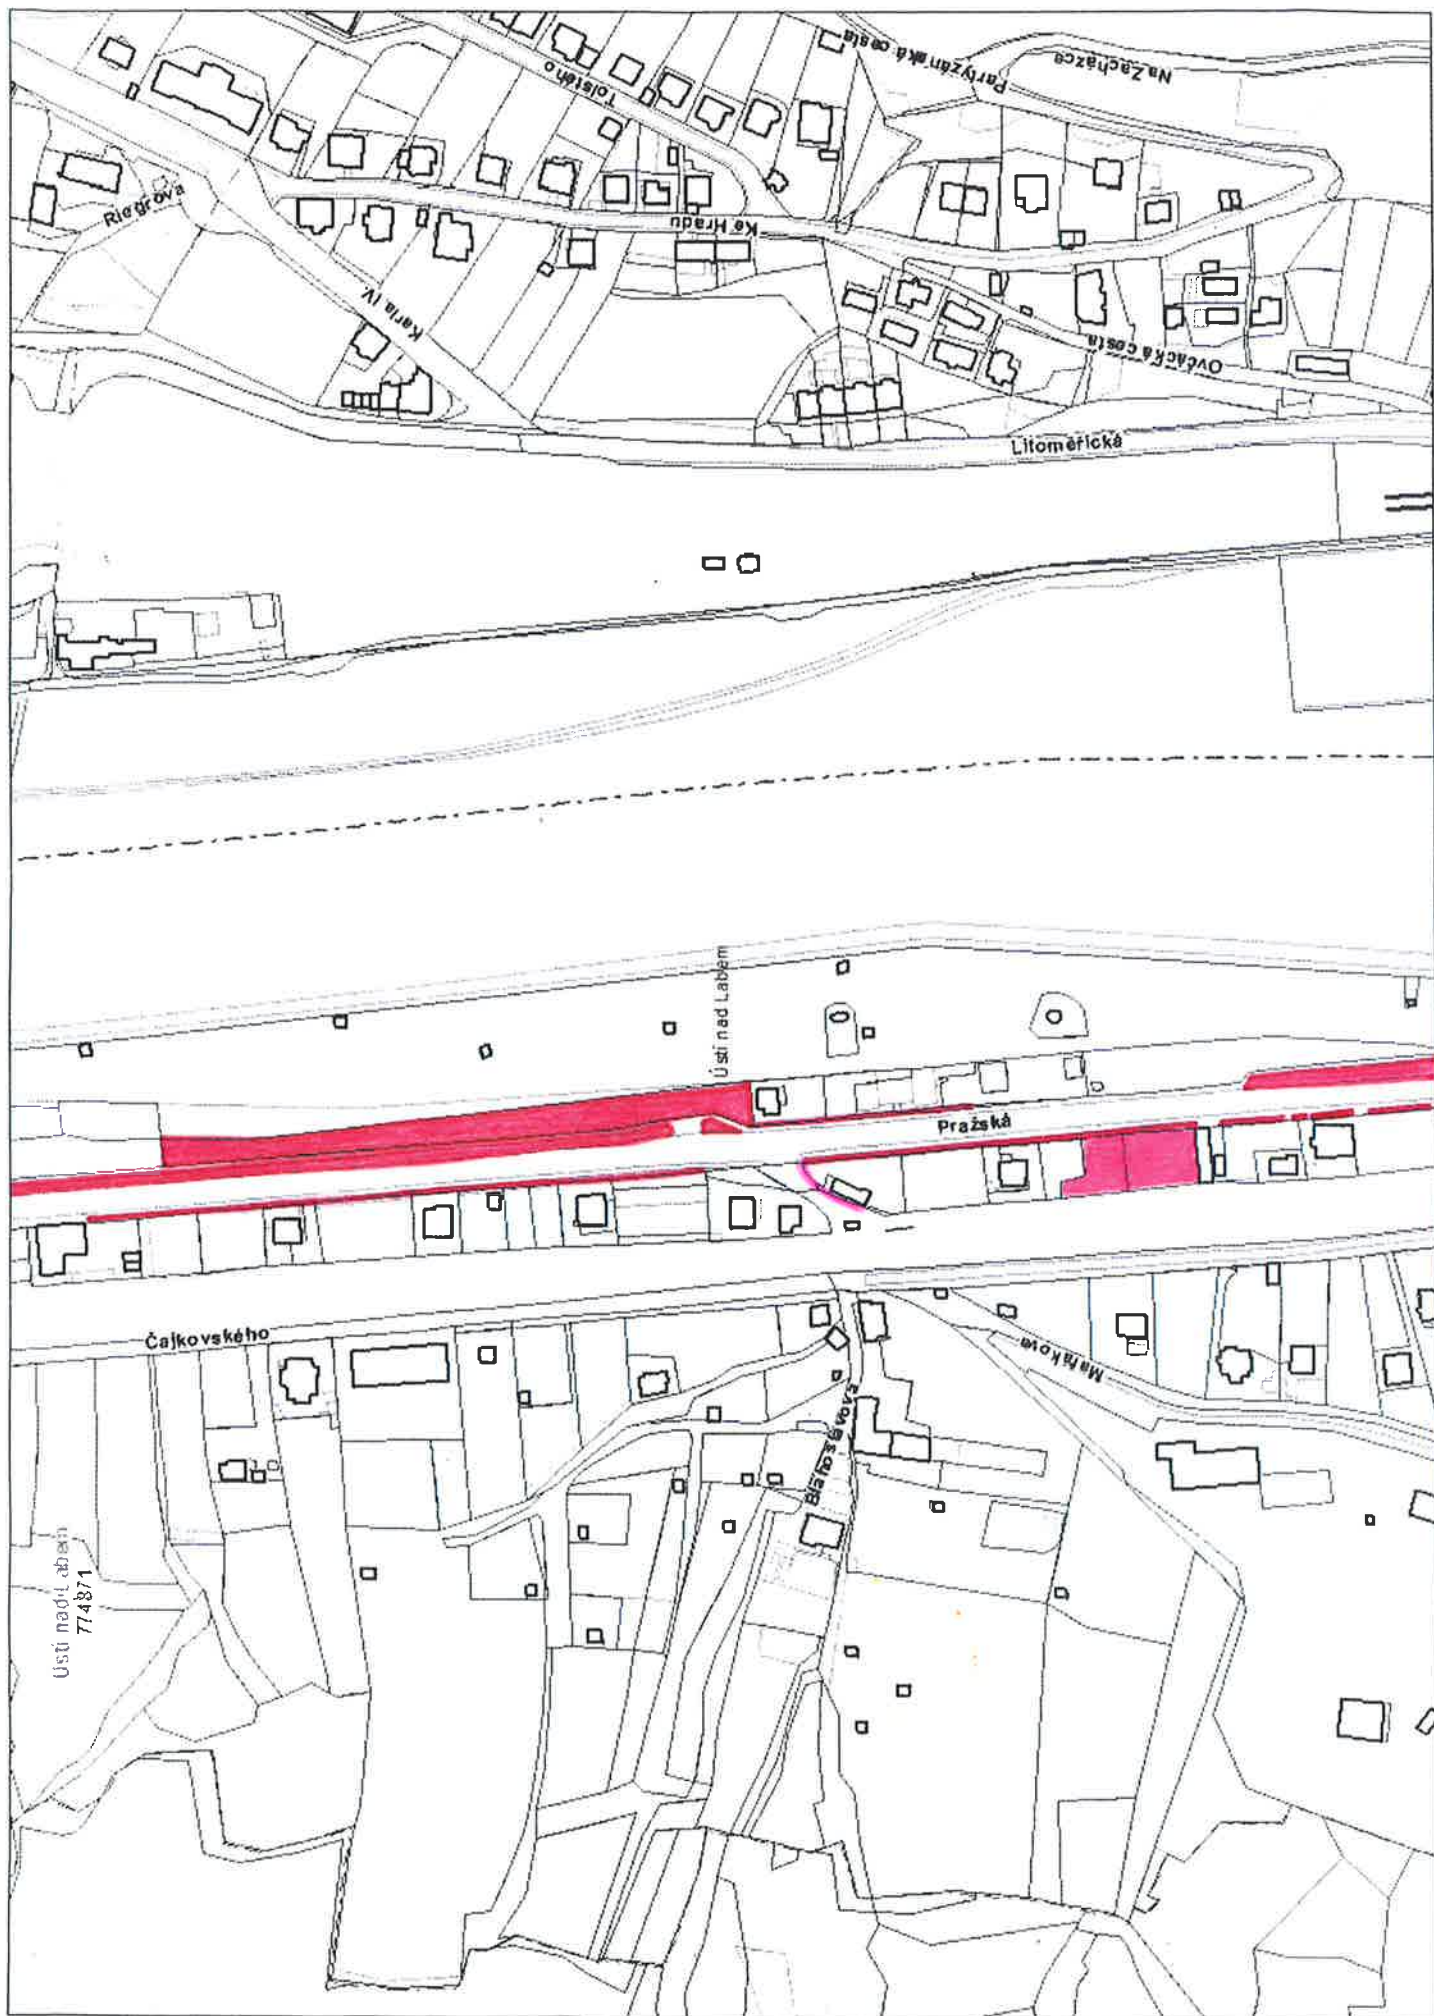 Partyzánská cesta
Na Zacházce
Tolstého
Riegrova
Ke Hradu
Karla IV.
Ovčácká cesta
Litoměřická
Ústí nad Labem
Pražská
Čajkovského
Mařákova
Blahoslavova
Ústí nad Labem
774871